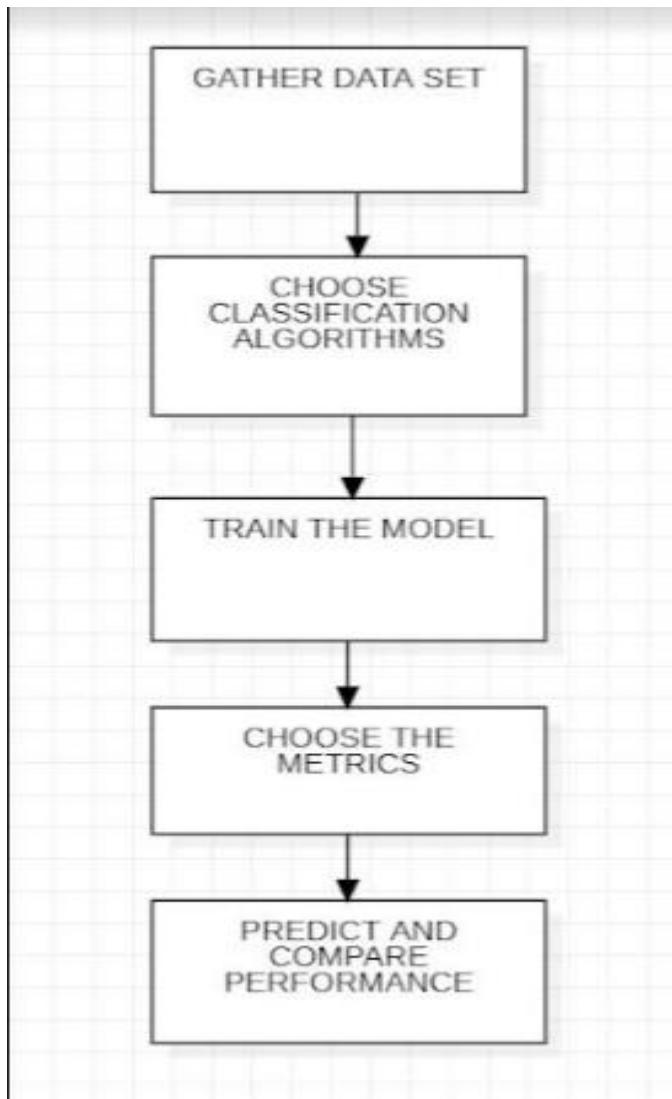 GATHER DATA SET
CHOOSE
CLASSIFICATION
ALGORITHMS
TRAIN THE MODEL
CHOOSE THE
METRICS
PREDICT AND
COMPARE
PERFORMANCE